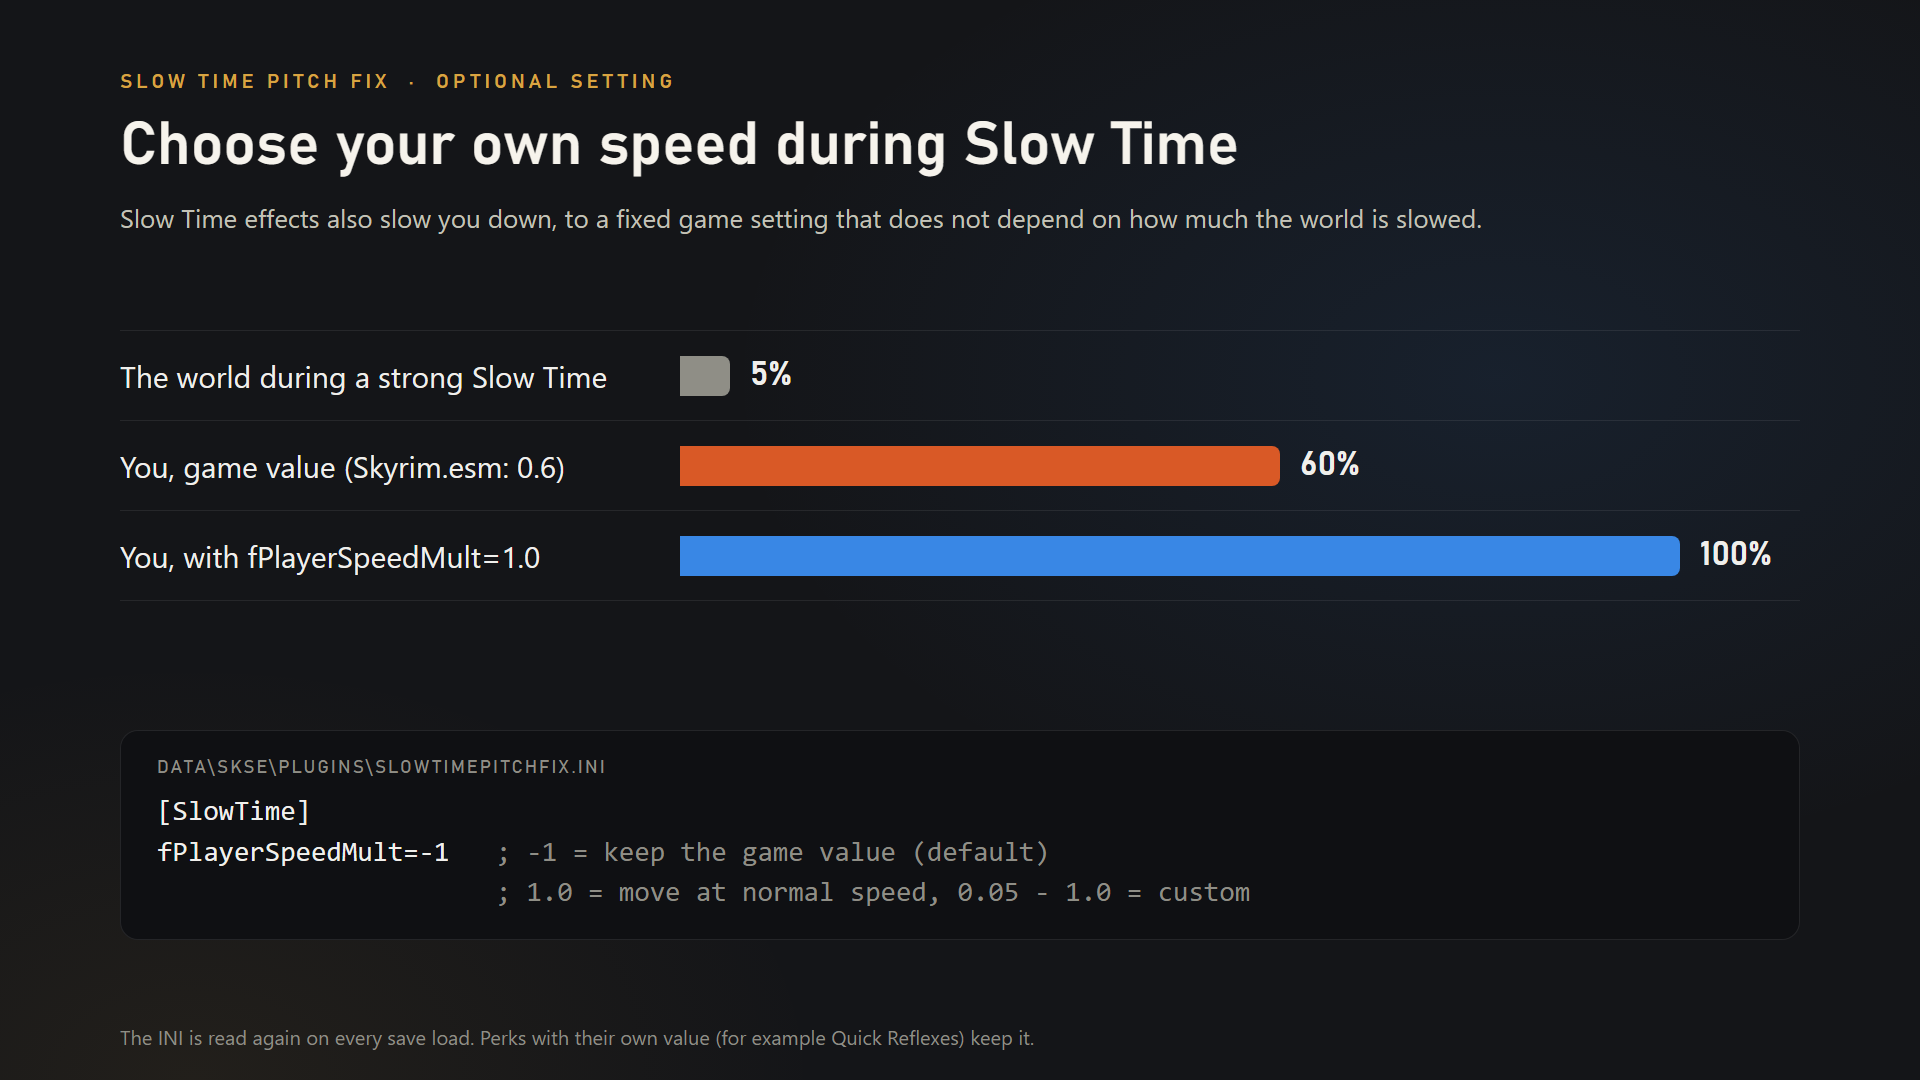 SLOW TIME PITCH FIX · OPTIONAL SETTING
Choose your own speed during Slow Time
Slow Time effects also slow you down, to a fixed game setting that does not depend on how much the world is slowed.
The world during a strong Slow Time 5%
You, game value (Skyrim.esm: 0.6) 60%
You, with fPlayerSpeedMult=1.0 100%
DATA\SKSE\PLUGINS\SLOWTIMEPITCHFIX.INI
[SlowTime]
fPlayerSpeedMult=-1 ; -1 = keep the game value (default)
; 1.0 = move at normal speed, 0.05 - 1.0 = custom
The INI is read again on every save load. Perks with their own value (for example Quick Reflexes) keep it.